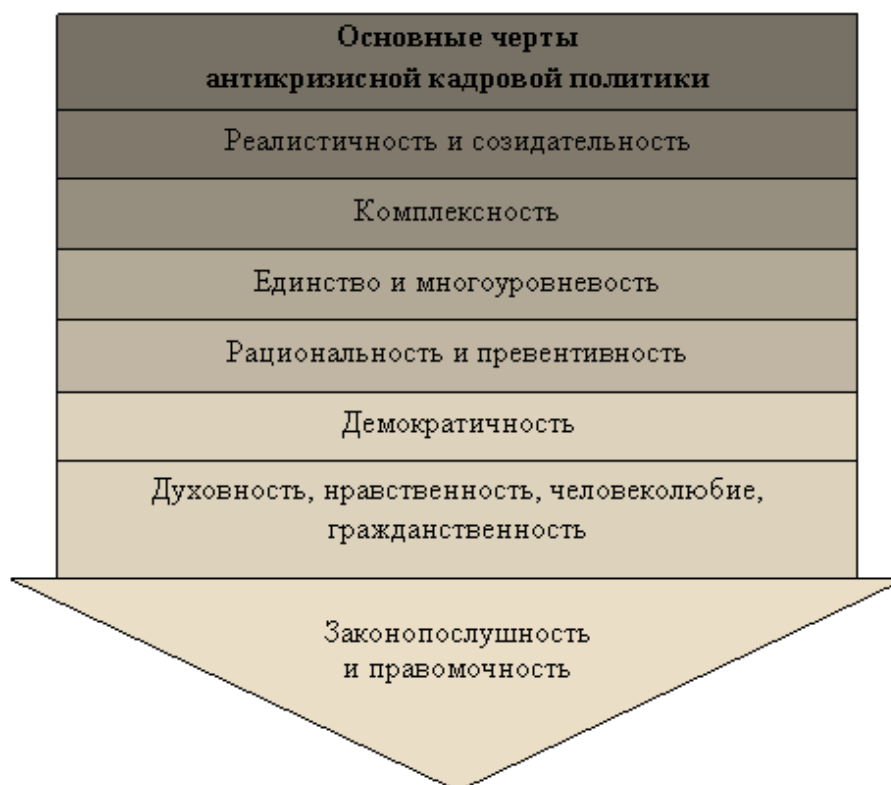 Основные черты
антикризисной кадровой политики
Реалистичность и созидательность
Комплексность
Единство и многоуровневость
Рациональность и превентивность
Демократичность
Духовность, нравственность, человеколюбие,
гражданственность
Законопослушность
и правомочность